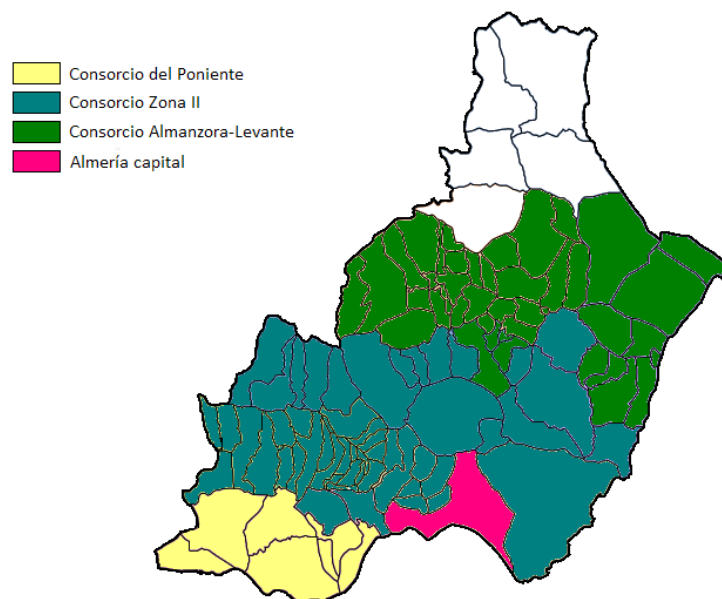 Consorcio del Poniente
Consorcio Zona II
Consorcio Almanzora-Levante
Almería capital